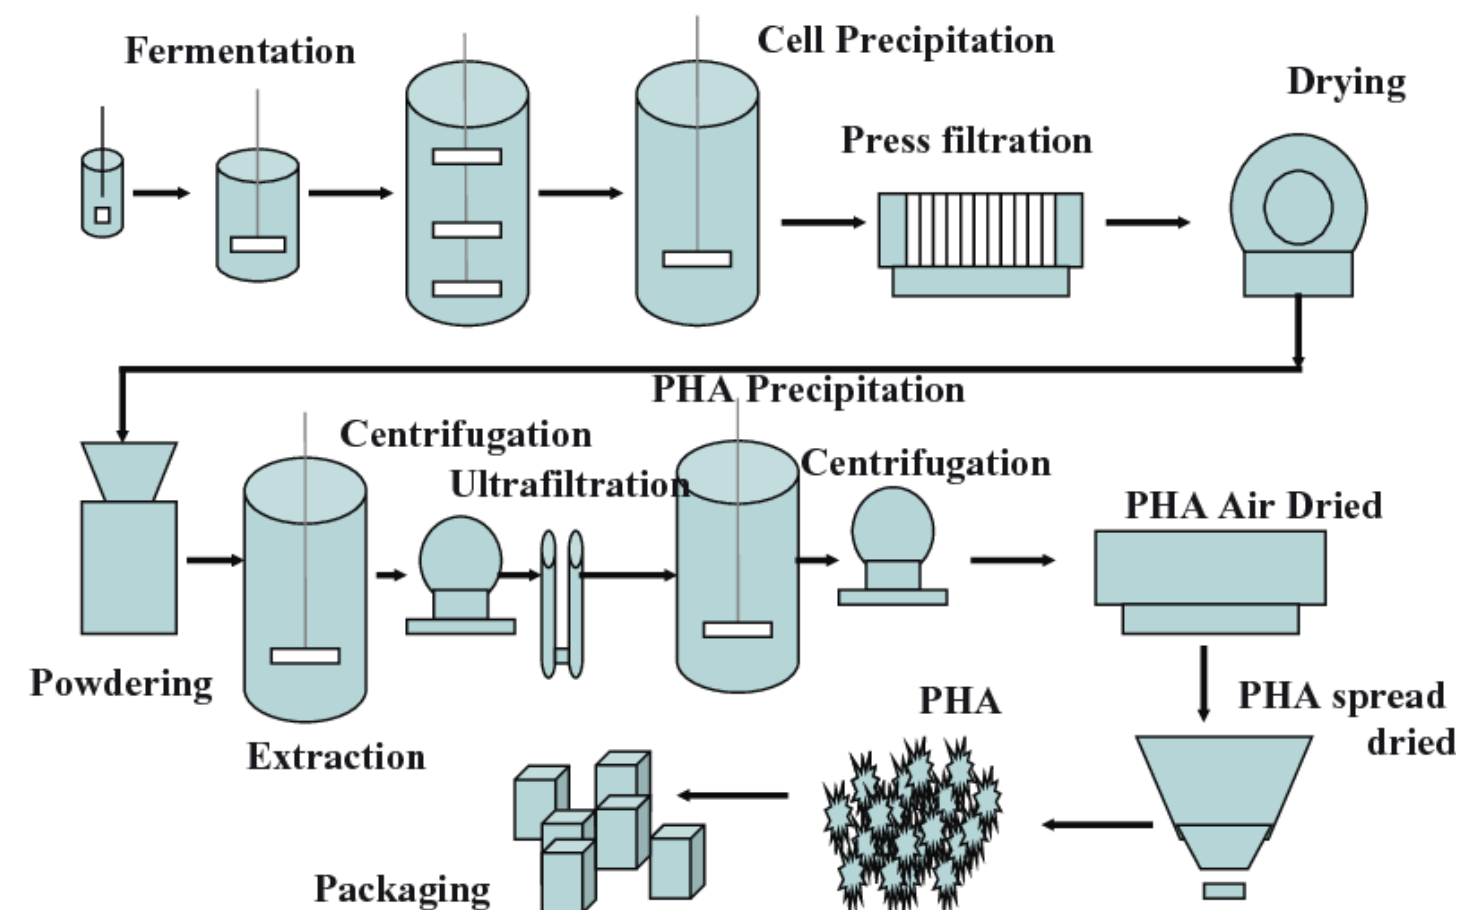 Fermentation
Cell Precipitation
Press filtration
Drying
PHA Precipitation
Centrifugation
Ultrafiltration
Centrifugation
PHA Air Dried
Powdering
Extraction
PHA spread
dried
PHA
Packaging